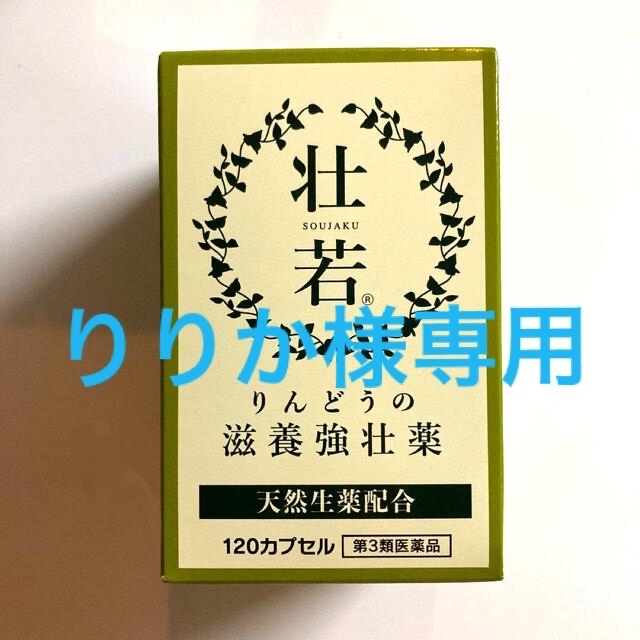 壮
SOUJAKU
若®
りりか様専用
りんどうの
滋養強壮薬
天然生薬配合
120カプセル 第3類医薬品